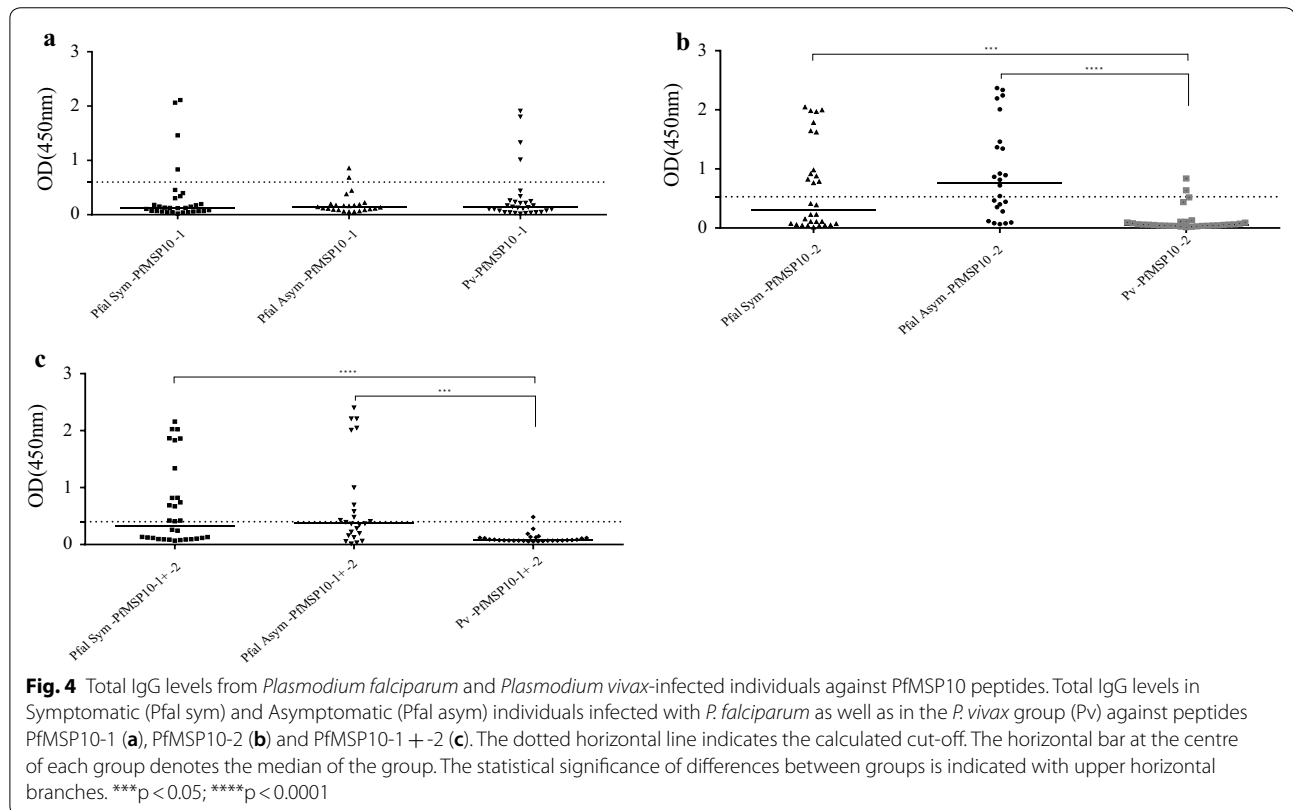 a
3
2
1
0
OD(450nm)
Pfal Sym -PfMSP10 -1
Pfal Asym -PfMSP10 -1
Pv-PfMSP10 -1
b
***
****
3
2
1
0
OD(450nm)
Pfal Sym -PfMSP10 -2
Pfal Asym -PfMSP10 -2
Pv -PfMSP10 -2
c
****
***
3
2
1
0
OD(450nm)
Pfal Sym -PfMSP10-1+ -2
Pfal Asym -PfMSP10-1+ -2
Pv -PfMSP10-1+ -2
Fig. 4 Total IgG levels from Plasmodium falciparum and Plasmodium vivax-infected individuals against PfMSP10 peptides. Total IgG levels in
Symptomatic (Pfal sym) and Asymptomatic (Pfal asym) individuals infected with P. falciparum as well as in the P. vivax group (Pv) against peptides
PfMSP10-1 (a), PfMSP10-2 (b) and PfMSP10-1 + -2 (c). The dotted horizontal line indicates the calculated cut-off. The horizontal bar at the centre
of each group denotes the median of the group. The statistical significance of differences between groups is indicated with upper horizontal
branches. ***p < 0.05; ****p < 0.0001